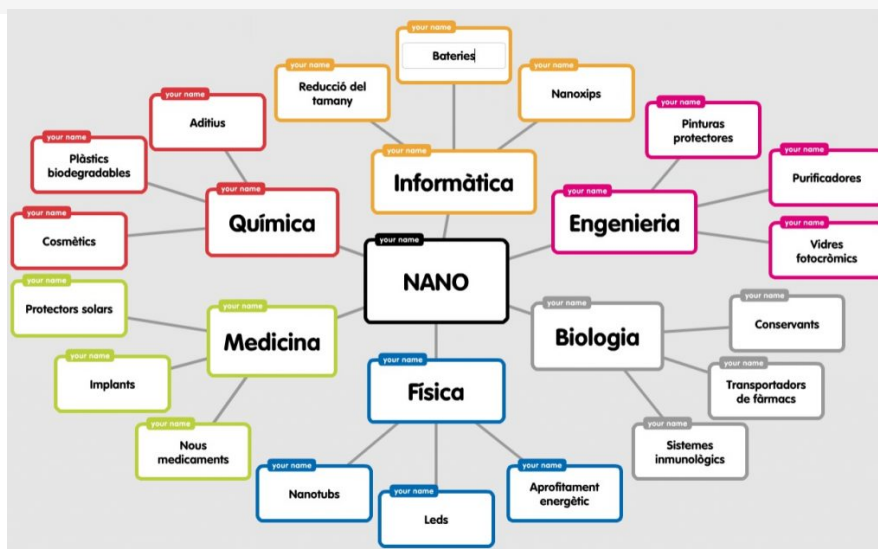 your name
Bateries
your name
Reducció del
tamany
your name
Nanoxips
your name
Informàtica
your name
Aditius
your name
Plàstics
biodegradables
your name
Cosmètics
your name
Química
your name
Pinturas
protectores
your name
Purificadores
your name
Vidres
fotocròmics
your name
Engenieria
your name
NANO
your name
Protectors solars
your name
Implants
your name
Nous
medicaments
your name
Medicina
your name
Física
your name
Nanotubs
your name
Leds
your name
Aprofitament
energètic
your name
Biologia
your name
Conservants
your name
Transportadors
de fàrmacs
your name
Sistemes
inmunològics